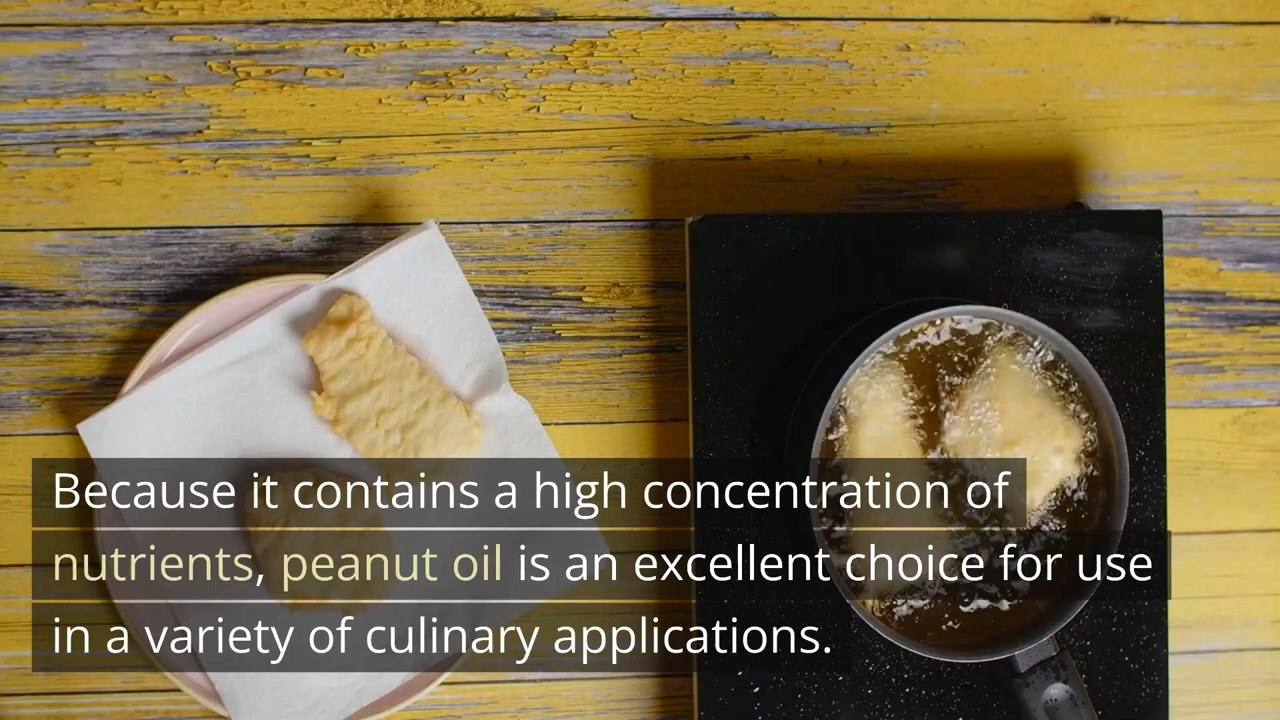 Because it contains a high concentration of
nutrients, peanut oil is an excellent choice for use
in a variety of culinary applications.